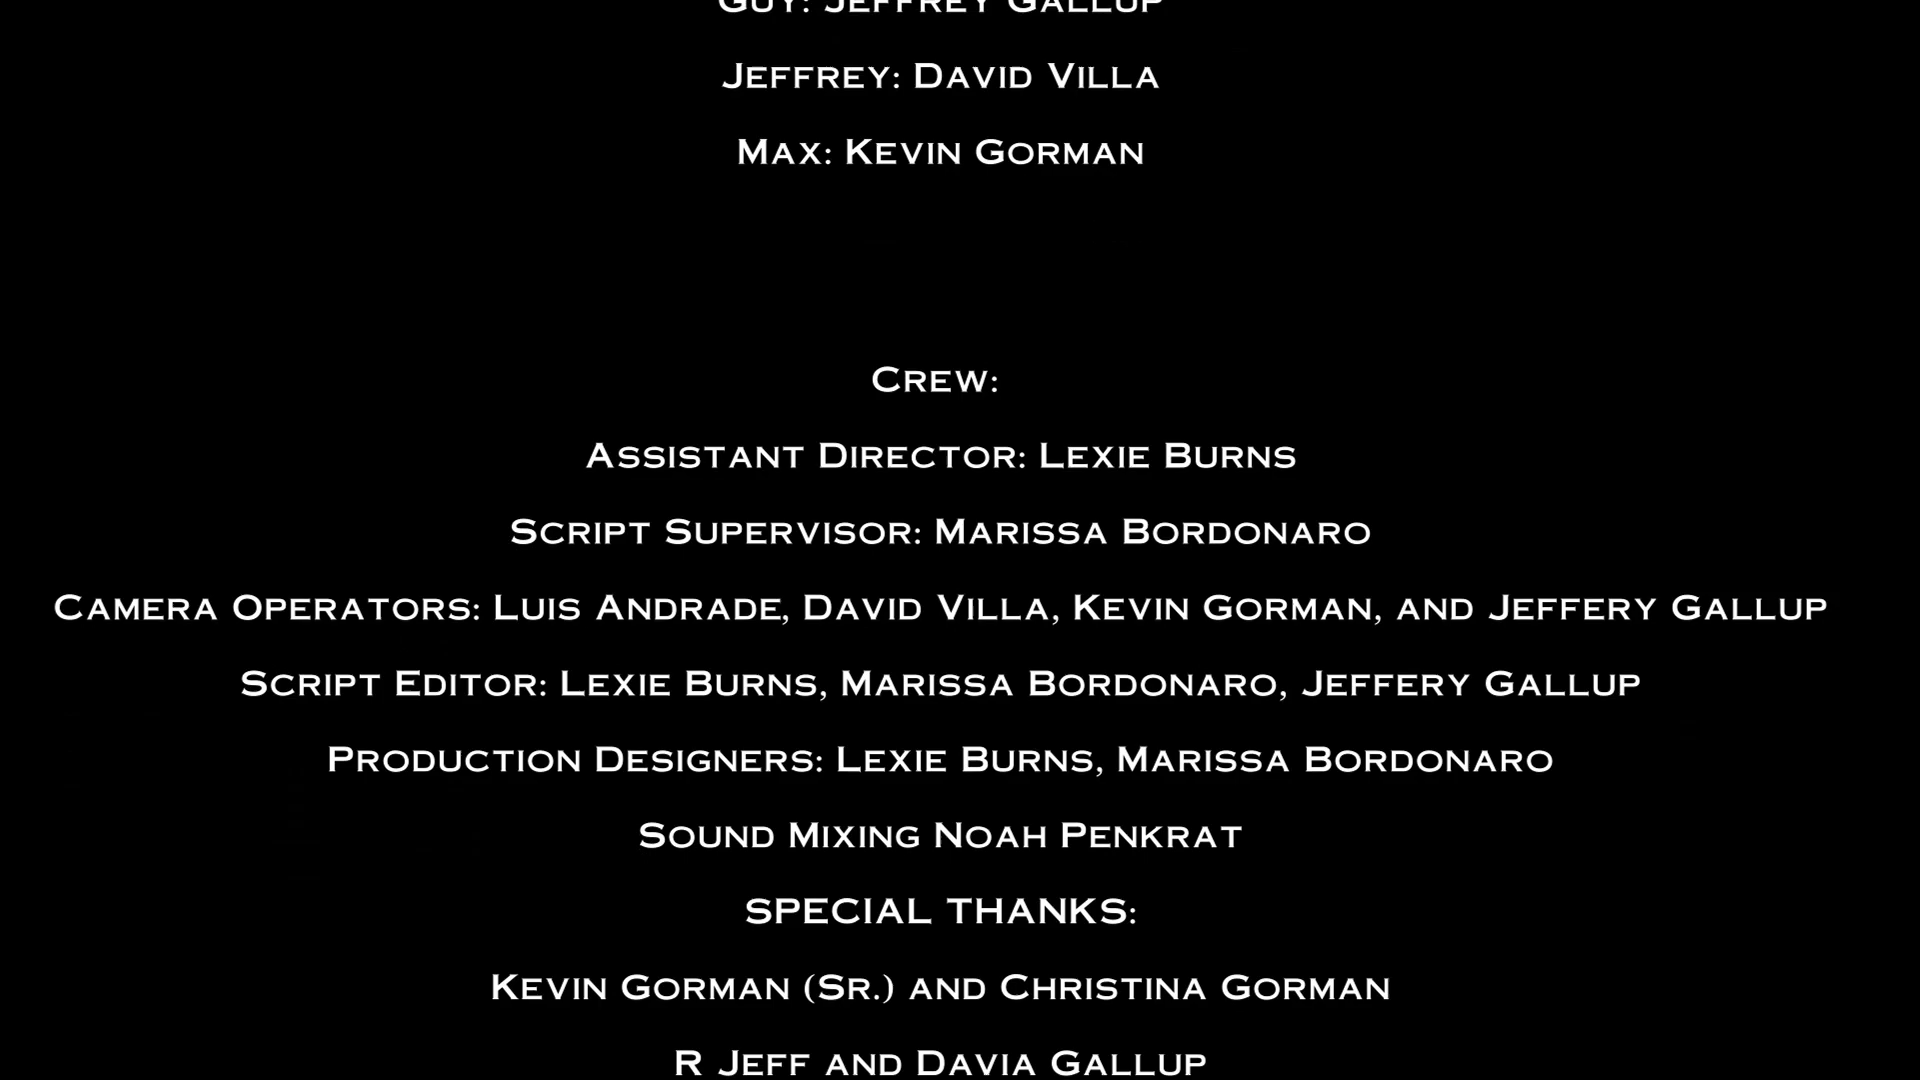 Guy: Jeffrey Gallup
Jeffrey: David Villa
Max: Kevin Gorman
Crew:
Assistant Director: Lexie Burns
Script Supervisor: Marissa Bordonaro
Camera Operators: Luis Andrade, David Villa, Kevin Gorman, and Jeffery Gallup
Script Editor: Lexie Burns, Marissa Bordonaro, Jeffery Gallup
Production Designers: Lexie Burns, Marissa Bordonaro
Sound Mixing Noah Penkrat
SPECIAL THANKS:
Kevin Gorman (Sr.) and Christina Gorman
R Jeff and Davia Gallup